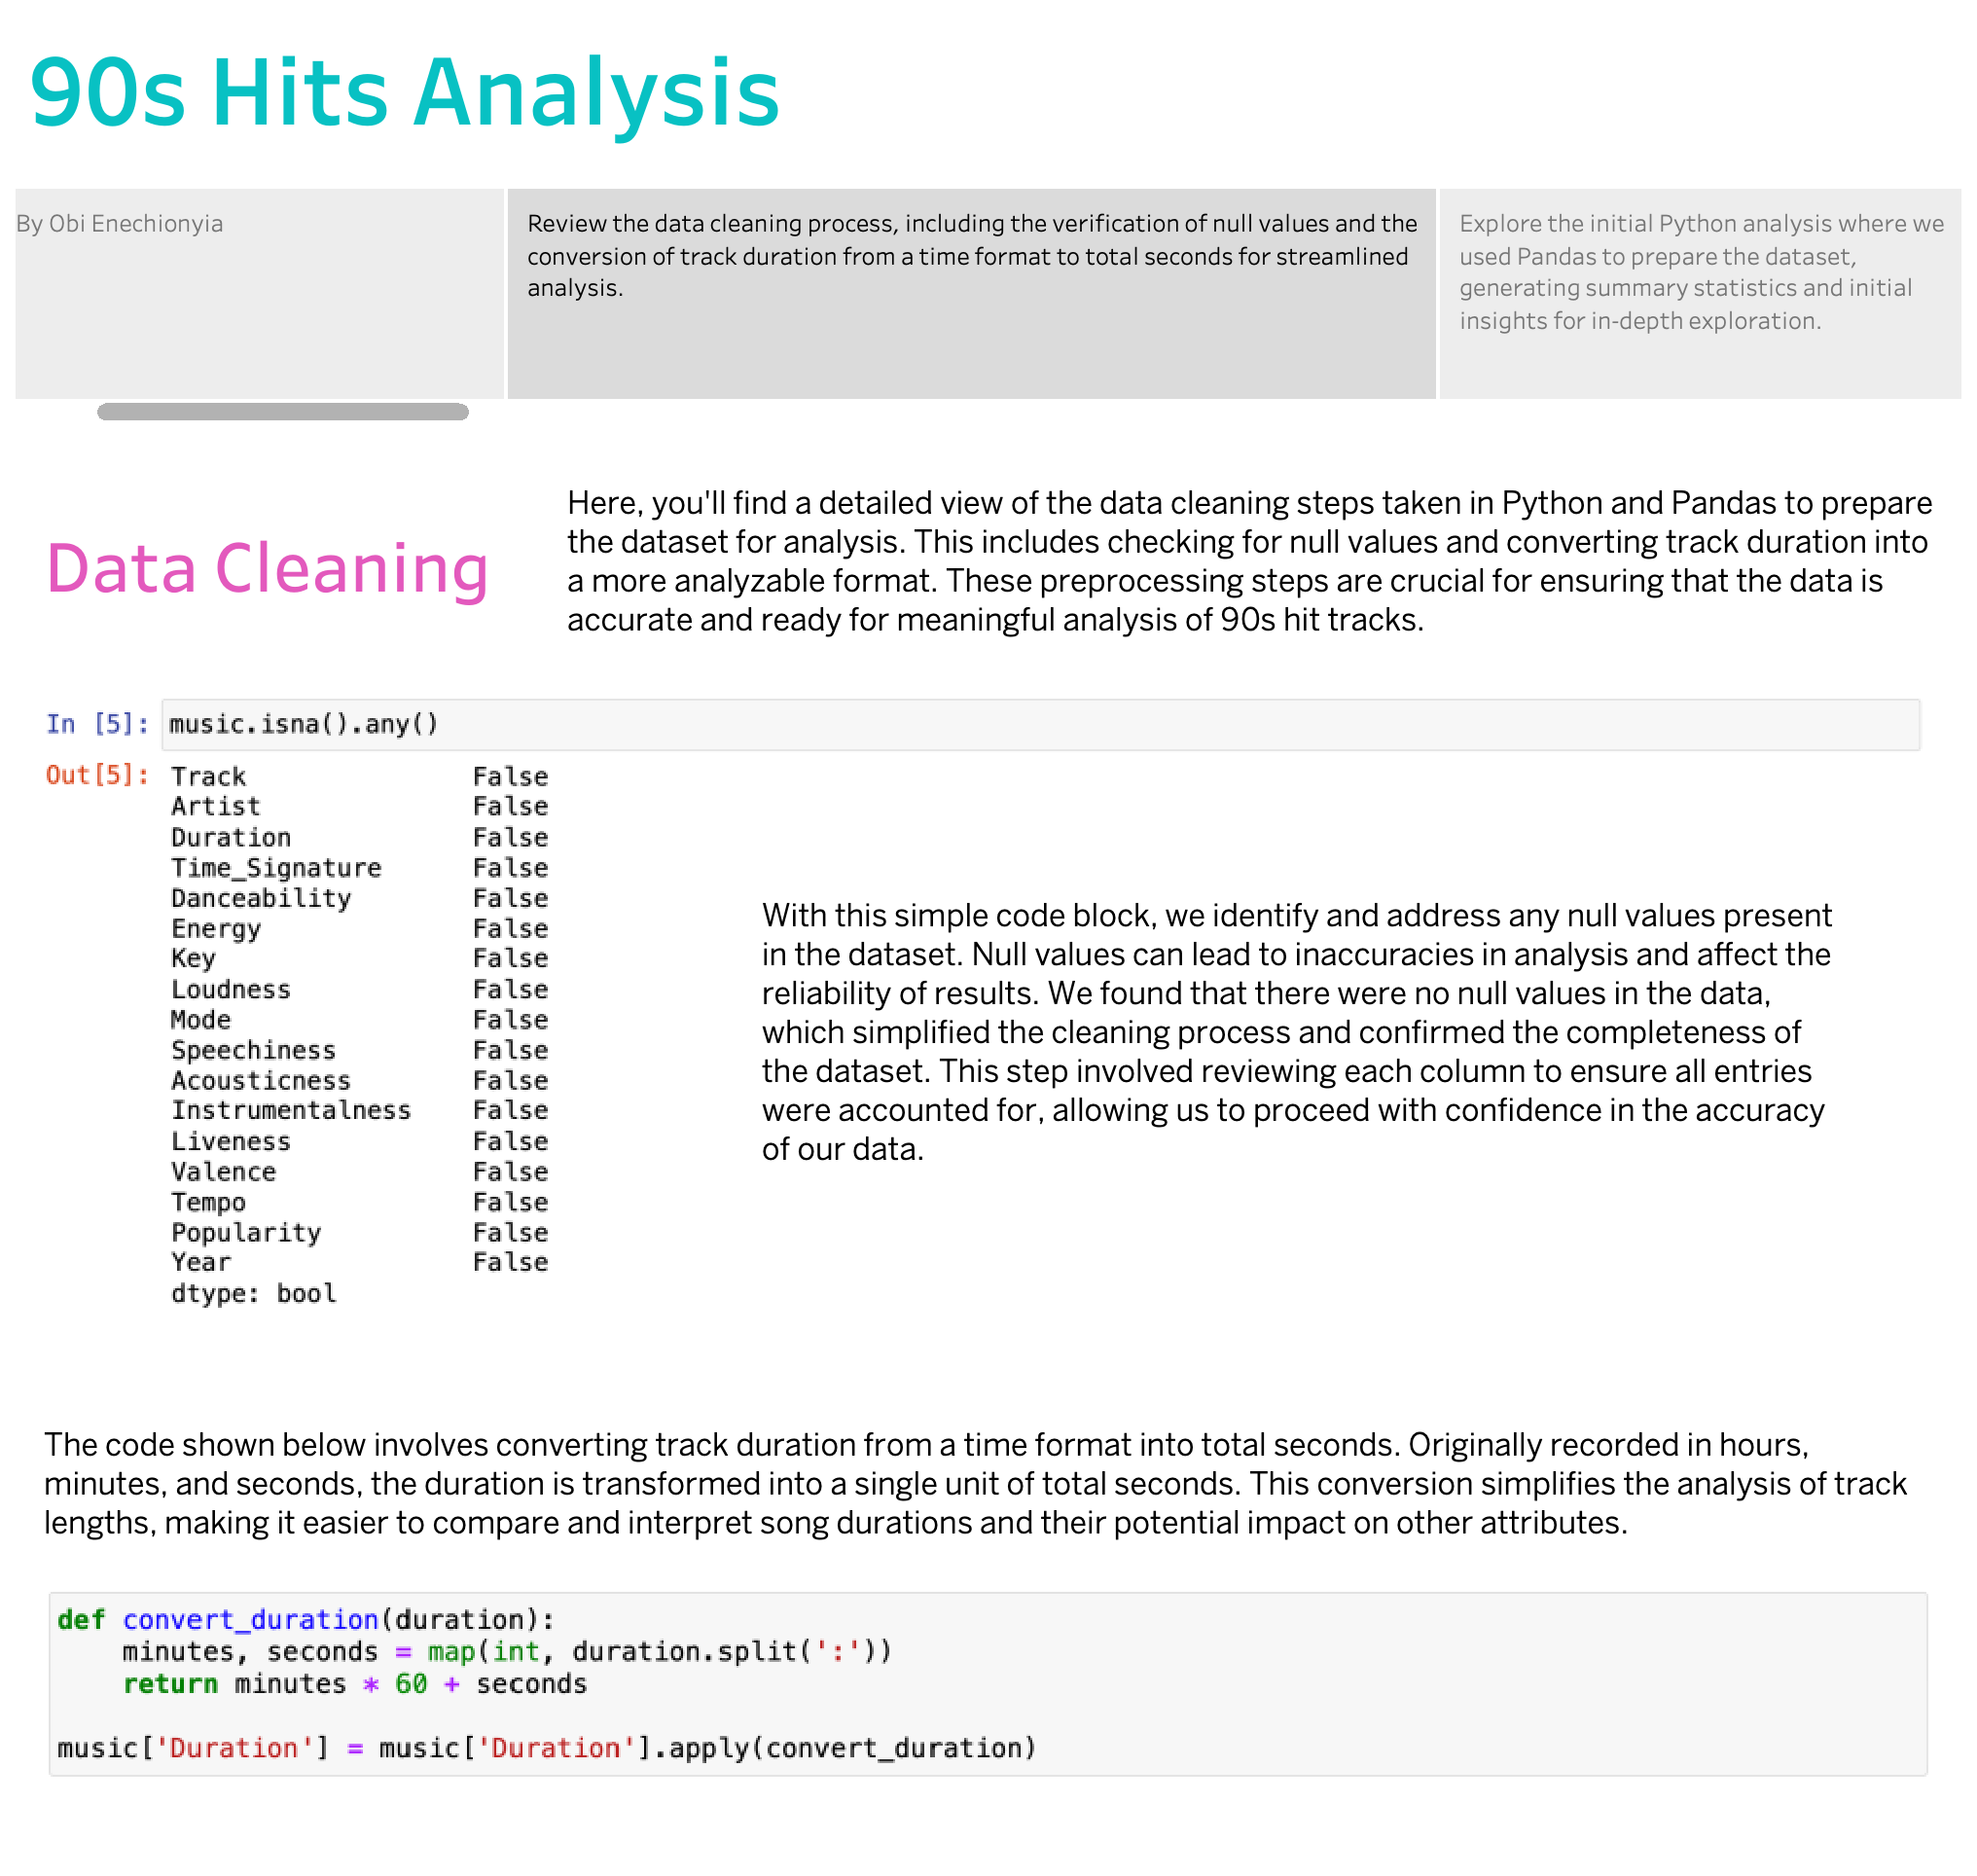 90s Hits Analysis
By Obi Enechionyia
Review the data cleaning process, including the verification of null values and the
conversion of track duration from a time format to total seconds for streamlined
analysis.
Explore the initial Python analysis where we
used Pandas to prepare the dataset,
generating summary statistics and initial
insights for in-depth exploration.
Data Cleaning
Here, you'll find a detailed view of the data cleaning steps taken in Python and Pandas to prepare
the dataset for analysis. This includes checking for null values and converting track duration into
a more analyzable format. These preprocessing steps are crucial for ensuring that the data is
accurate and ready for meaningful analysis of 90s hit tracks.
In [5]: music.isna().any()
Out[5]: Track False
Artist False
Duration False
Time_Signature False
Danceability False
Energy False
Key False
Loudness False
Mode False
Speechiness False
Acousticness False
Instrumentalness False
Liveness False
Valence False
Tempo False
Popularity False
Year False
dtype: bool
With this simple code block, we identify and address any null values present
in the dataset. Null values can lead to inaccuracies in analysis and affect the
reliability of results. We found that there were no null values in the data,
which simplified the cleaning process and confirmed the completeness of
the dataset. This step involved reviewing each column to ensure all entries
were accounted for, allowing us to proceed with confidence in the accuracy
of our data.
The code shown below involves converting track duration from a time format into total seconds. Originally recorded in hours,
minutes, and seconds, the duration is transformed into a single unit of total seconds. This conversion simplifies the analysis of track
lengths, making it easier to compare and interpret song durations and their potential impact on other attributes.
def convert_duration(duration):
    minutes, seconds = map(int, duration.split(':'))
    return minutes * 60 + seconds
music['Duration'] = music['Duration'].apply(convert_duration)